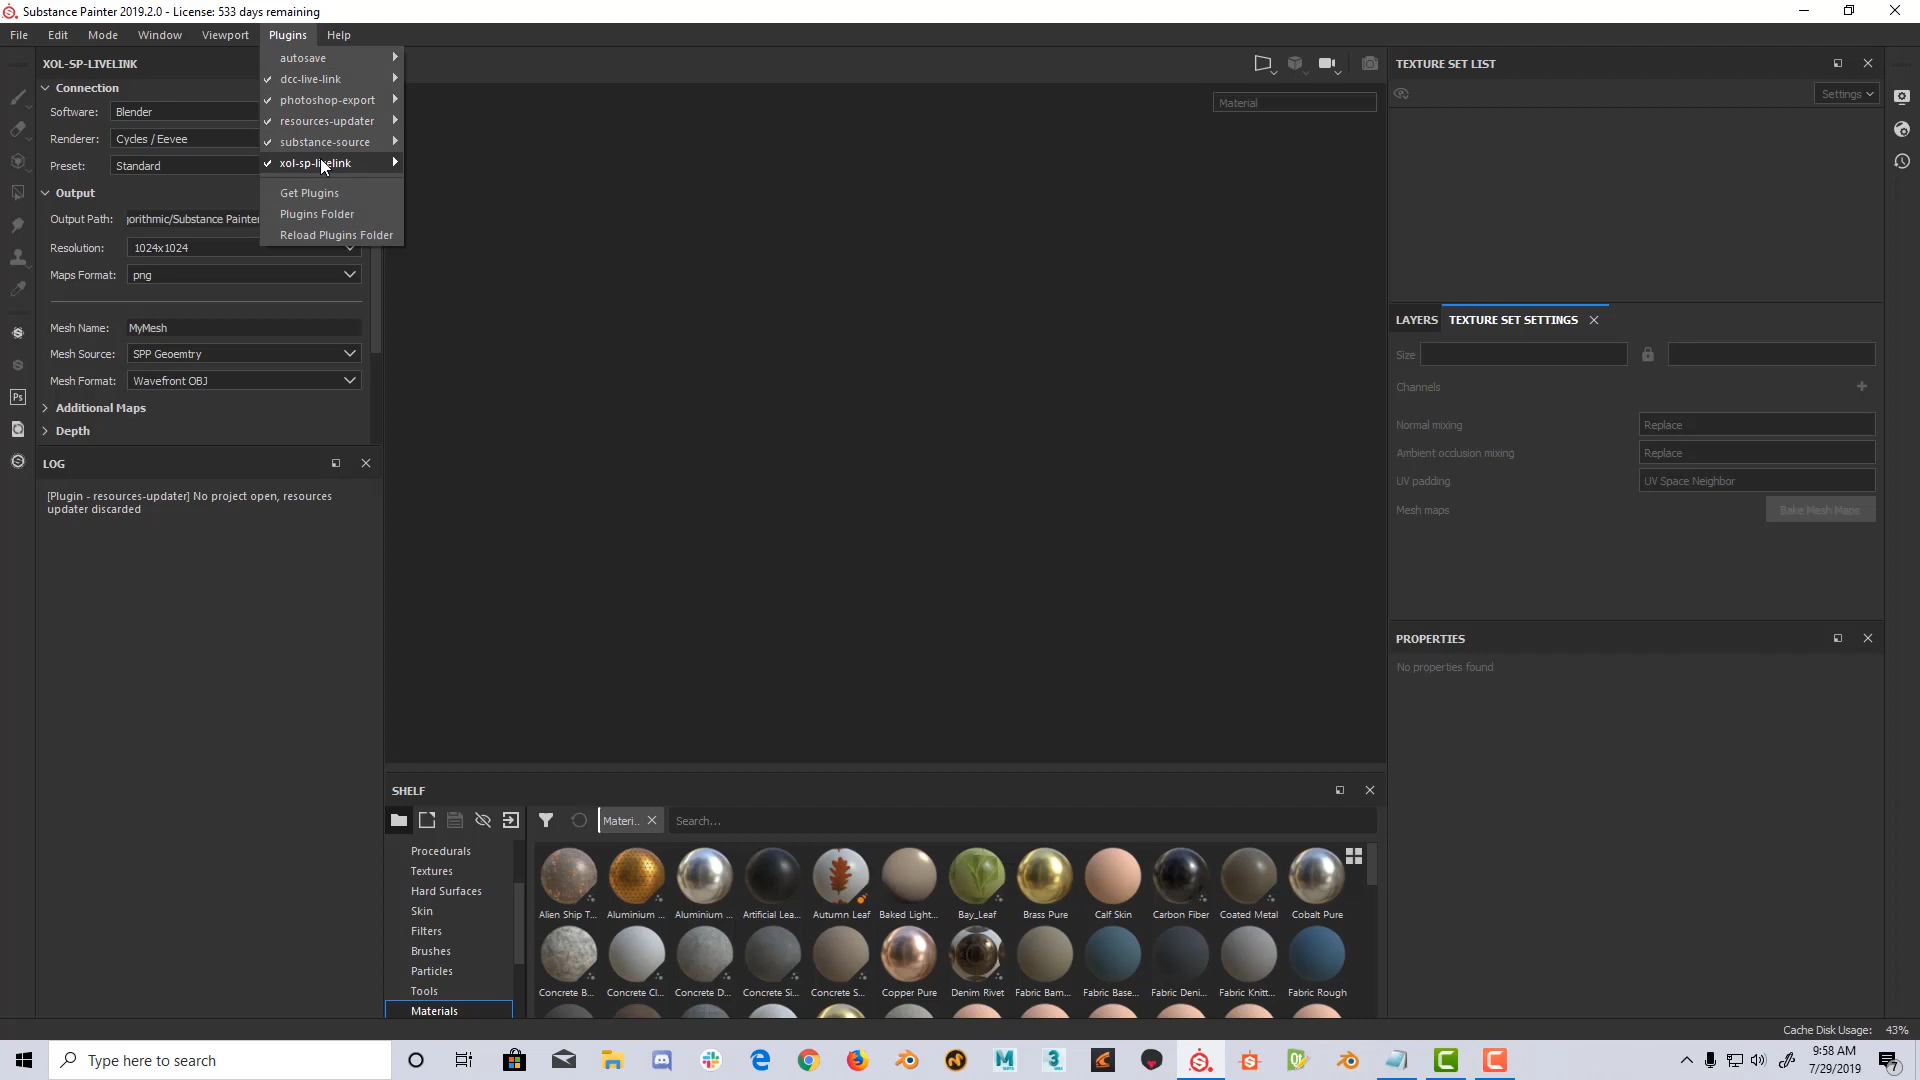 Substance Painter 2019.2.0 - License: 533 days remaining
File Edit Mode Window Viewport Plugins Help
XOL-SP-LIVELINK
Connection
Software: Blender
Renderer: Cycles / Eevee
Preset: Standard
Output
Output Path: jorithmic/Substance Painter
Resolution: 1024x1024
Maps Format: png
Mesh Name: MyMesh
Mesh Source: SPP Geoemtry
Mesh Format: Wavefront OBJ
Additional Maps
Depth
autosave
dcc-live-link
photoshop-export
resources-updater
substance-source
xol-sp-livelink
Get Plugins
Plugins Folder
Reload Plugins Folder
LOG
[Plugin - resources-updater] No project open, resources
updater discarded
Material
TEXTURE SET LIST
Settings
LAYERS TEXTURE SET SETTINGS
Size
Channels
Normal mixing Replace
Ambient occlusion mixing Replace
UV padding UV Space Neighbor
Mesh maps Bake Mesh Maps
PROPERTIES
No properties found
SHELF
Materi.. Search...
Procedurals
Textures
Hard Surfaces
Skin
Filters
Brushes
Particles
Tools
Materials
Alien Ship T... Aluminium ... Aluminium ... Artificial Lea... Autumn Leaf Baked Light... Bay_Leaf Brass Pure Calf Skin Carbon Fiber Coated Metal Cobalt Pure
Concrete B... Concrete Cl... Concrete D... Concrete Si... Concrete S... Copper Pure Denim Rivet Fabric Bam... Fabric Base... Fabric Deni... Fabric Knitt... Fabric Rough
Cache Disk Usage: 43%
Ps
Type here to search
9:58 AM
7/29/2019
7